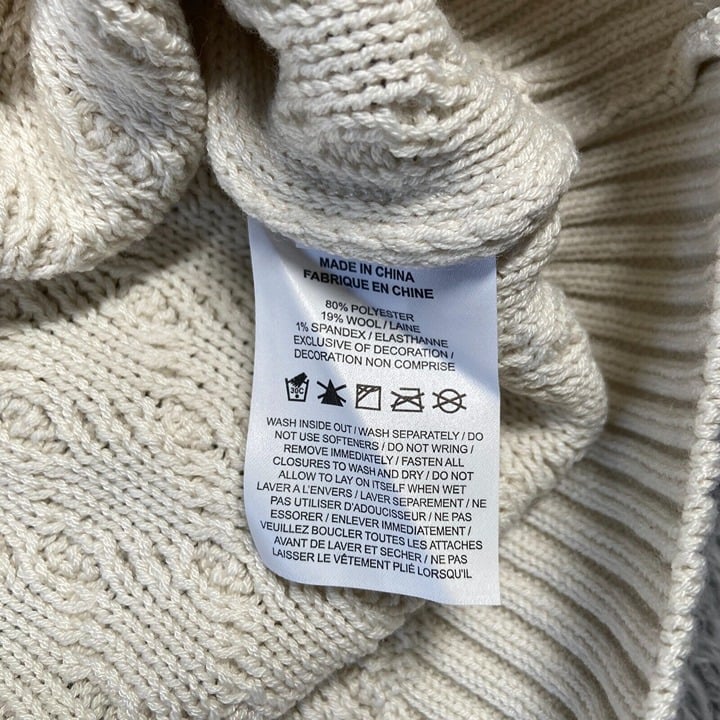 MADE IN CHINA
FABRIQUE EN CHINE
80% POLYESTER
19% WOOL / LAINE
1% SPANDEX / ELASTHANNE
EXCLUSIVE OF DECORATION /
DECORATION NON COMPRISE
30C
WASH INSIDE OUT / WASH SEPARATELY / DO
NOT USE SOFTENERS / DO NOT WRING /
REMOVE IMMEDIATELY / FASTEN ALL
CLOSURES TO WASH AND DRY / DO NOT
ALLOW TO LAY ON ITSELF WHEN WET
LAVER A L'ENVERS / LAVER SEPAREMENT / NE
PAS UTILISER D'ADOUCISEUR / NE PAS
ESSORER / ENLEVER IMMEDIATEMENT /
VEUILLEZ BOUCLER TOUTES LES ATTACHES
AVANT DE LAVER ET SECHER / NE PAS
LAISSER LE VÊTEMENT PLIÉ LORSQU'IL